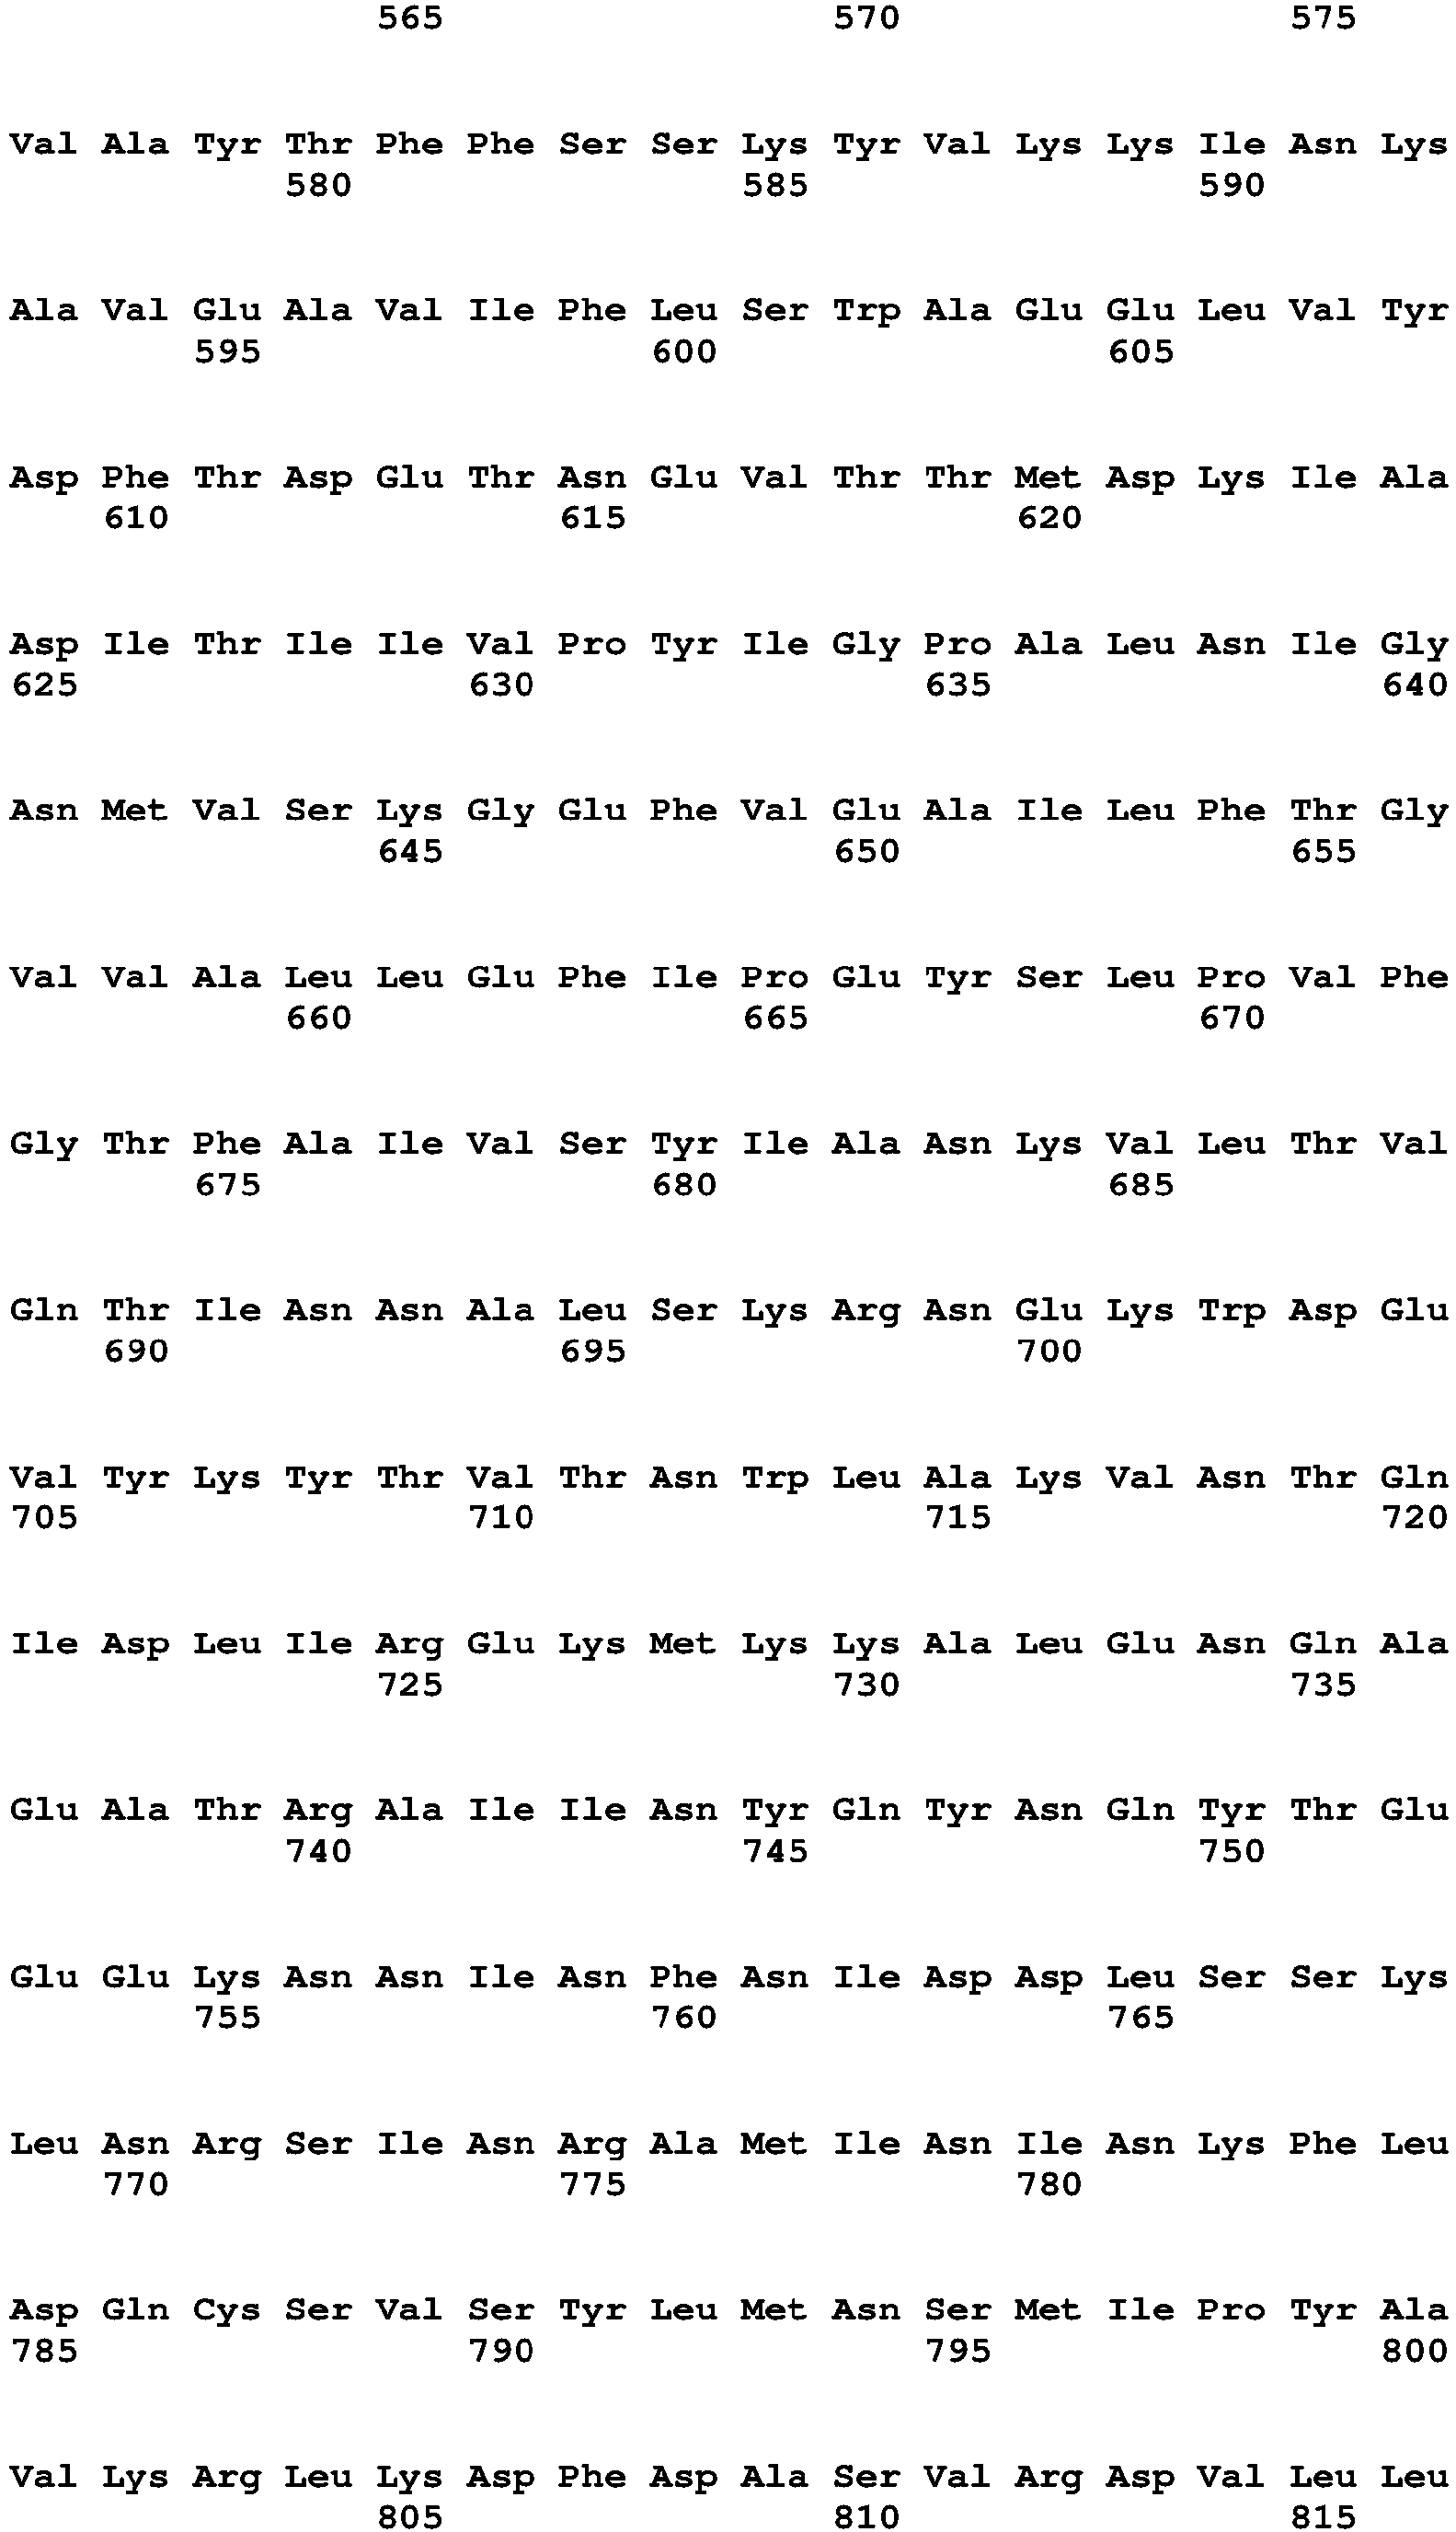 565 570 575
Val Ala Tyr Thr Phe Phe Ser Ser Lys Tyr Val Lys Lys Ile Asn Lys
580 585 590
Ala Val Glu Ala Val Ile Phe Leu Ser Trp Ala Glu Glu Leu Val Tyr
595 600 605
Asp Phe Thr Asp Glu Thr Asn Glu Val Thr Thr Met Asp Lys Ile Ala
610 615 620
Asp Ile Thr Ile Ile Val Pro Tyr Ile Gly Pro Ala Leu Asn Ile Gly
625 630 635 640
Asn Met Val Ser Lys Gly Glu Phe Val Glu Ala Ile Leu Phe Thr Gly
645 650 655
Val Val Ala Leu Leu Glu Phe Ile Pro Glu Tyr Ser Leu Pro Val Phe
660 665 670
Gly Thr Phe Ala Ile Val Ser Tyr Ile Ala Asn Lys Val Leu Thr Val
675 680 685
Gln Thr Ile Asn Asn Ala Leu Ser Lys Arg Asn Glu Lys Trp Asp Glu
690 695 700
Val Tyr Lys Tyr Thr Val Thr Asn Trp Leu Ala Lys Val Asn Thr Gln
705 710 715 720
Ile Asp Leu Ile Arg Glu Lys Met Lys Lys Ala Leu Glu Asn Gln Ala
725 730 735
Glu Ala Thr Arg Ala Ile Ile Asn Tyr Gln Tyr Asn Gln Tyr Thr Glu
740 745 750
Glu Glu Lys Asn Asn Ile Asn Phe Asn Ile Asp Asp Leu Ser Ser Lys
755 760 765
Leu Asn Arg Ser Ile Asn Arg Ala Met Ile Asn Ile Asn Lys Phe Leu
770 775 780
Asp Gln Cys Ser Val Ser Tyr Leu Met Asn Ser Met Ile Pro Tyr Ala
785 790 795 800
Val Lys Arg Leu Lys Asp Phe Asp Ala Ser Val Arg Asp Val Leu Leu
805 810 815